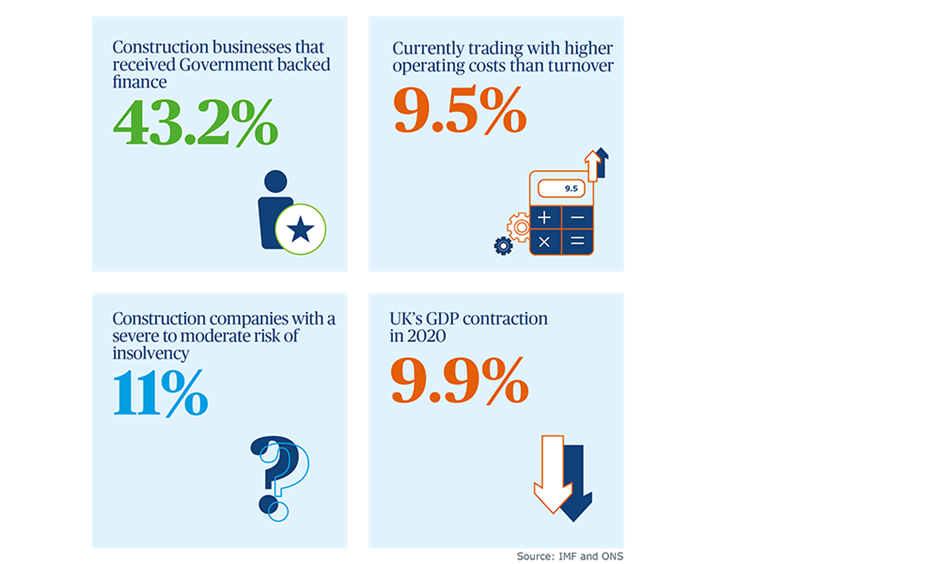 Construction businesses that
received Government backed
finance
43.2%
Currently trading with higher
operating costs than turnover
9.5%
9.5
+ −
× =
Construction companies with a
severe to moderate risk of
insolvency
11%
?
UK’s GDP contraction
in 2020
9.9%
Source: IMF and ONS